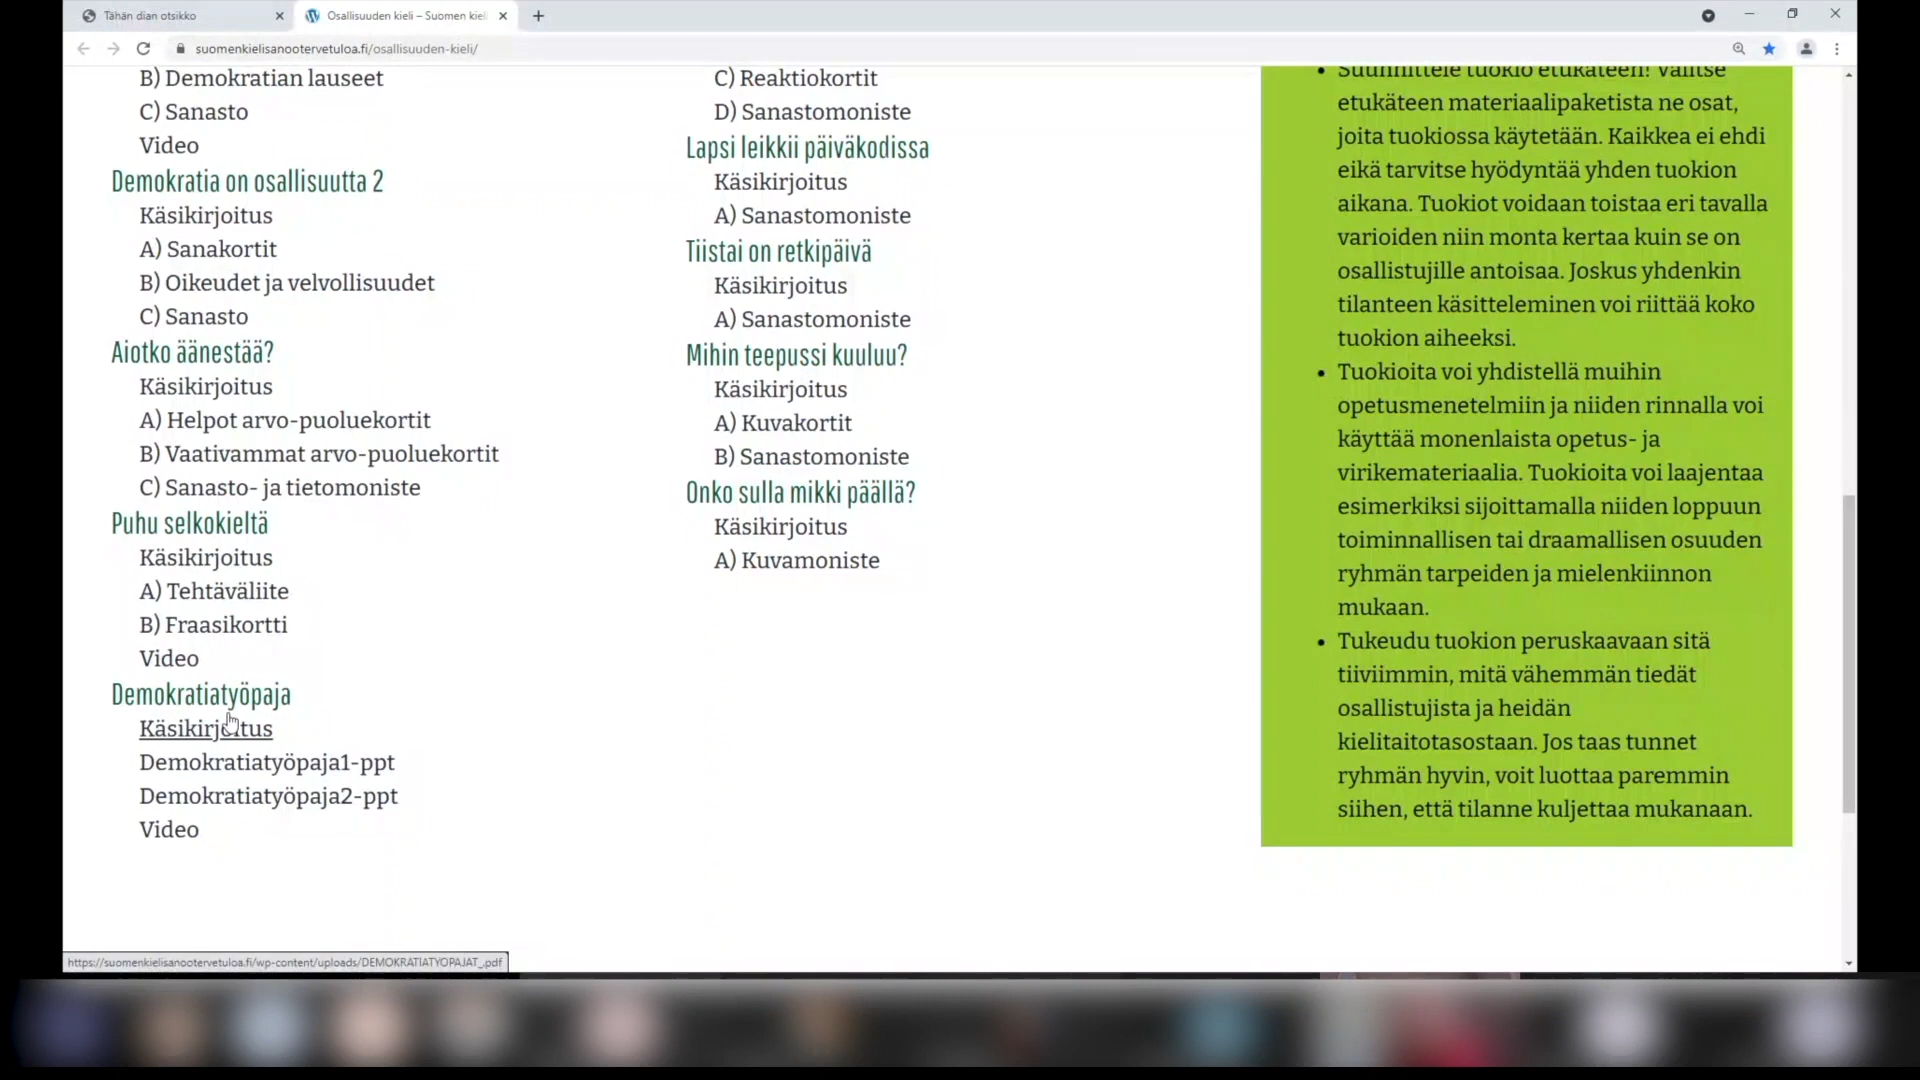 Tähän dian otsikko
Osallisuuden kieli – Suomen kiel
suomenkielisanootervetuloa.fi/osallisuuden-kieli/
B) Demokratian lauseet
C) Sanasto
Video
Demokratia on osallisuutta 2
Käsikirjoitus
A) Sanakortit
B) Oikeudet ja velvollisuudet
C) Sanasto
Aiotko äänestää?
Käsikirjoitus
A) Helpot arvo-puoluekortit
B) Vaativammat arvo-puoluekortit
C) Sanasto- ja tietomoniste
Puhu selkokieltä
Käsikirjoitus
A) Tehtäväliite
B) Fraasikortti
Video
Demokratiatyöpaja
Käsikirjoitus
Demokratiatyöpaja1-ppt
Demokratiatyöpaja2-ppt
Video
C) Reaktiokortit
D) Sanastomoniste
Lapsi leikkii päiväkodissa
Käsikirjoitus
A) Sanastomoniste
Tiistai on retkipäivä
Käsikirjoitus
A) Sanastomoniste
Mihin teepussi kuuluu?
Käsikirjoitus
A) Kuvakortit
B) Sanastomoniste
Onko sulla mikki päällä?
Käsikirjoitus
A) Kuvamoniste
• Suunnittele tuokio etukäteen! Valitse
etukäteen materiaalipaketista ne osat,
joita tuokiossa käytetään. Kaikkea ei ehdi
eikä tarvitse hyödyntää yhden tuokion
aikana. Tuokiot voidaan toistaa eri tavalla
varioiden niin monta kertaa kuin se on
osallistujille antoisaa. Joskus yhdenkin
tilanteen käsitteleminen voi riittää koko
tuokion aiheeksi.
• Tuokioita voi yhdistellä muihin
opetusmenetelmiin ja niiden rinnalla voi
käyttää monenlaista opetus- ja
virikemateriaalia. Tuokioita voi laajentaa
esimerkiksi sijoittamalla niiden loppuun
toiminnallisen tai draamallisen osuuden
ryhmän tarpeiden ja mielenkiinnon
mukaan.
• Tukeudu tuokion peruskaavaan sitä
tiiviimmin, mitä vähemmän tiedät
osallistujista ja heidän
kielitaitotasostaan. Jos taas tunnet
ryhmän hyvin, voit luottaa paremmin
siihen, että tilanne kuljettaa mukanaan.
https://suomenkielisanootervetuloa.fi/wp-content/uploads/DEMOKRATIATYOPAJAT_.pdf